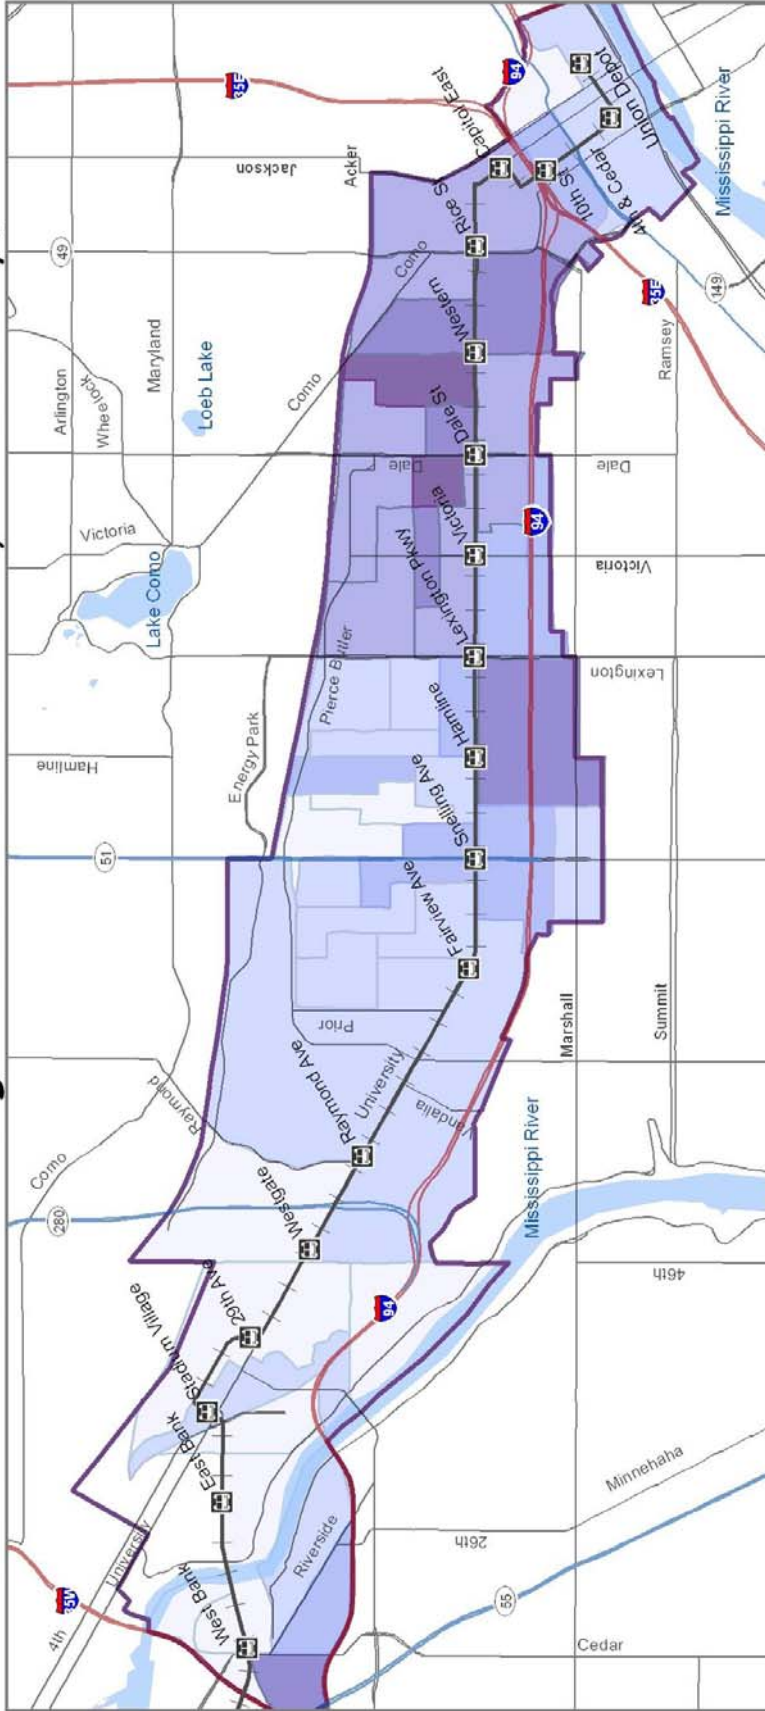 35E
94
Capitol East
Union Depot
Mississippi River
Jackson
Acker
Rice St
10th St
4th & Cedar
49
Como
35E
149
Western
Ramsey
Arlington
Wheelock
Maryland
Loeb Lake
Como
Dale St
Dale
Dale
Victoria
Victoria
94
Victoria
Lake Como
Lexington Pkwy
Pierce Butler
Lexington
Hamline
Hamline
Energy Park
Snelling Ave
51
Fairview Ave
Prior
Marshall
Summit
Raymond Ave
University
Vandalia
Raymond
Como
280
Westgate
Mississippi River
46th
29th Ave
94
Stadium Village
East Bank
Minnehaha
University
Riverside
26th
35W
4th
West Bank
55
Cedar